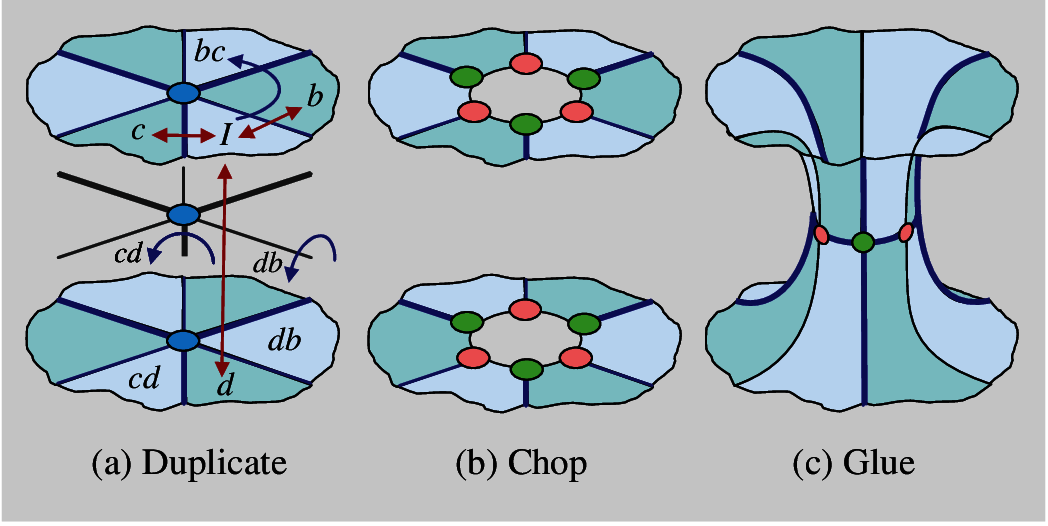 bc
b
c
I
cd
db
db
cd
d
(a) Duplicate
(b) Chop
(c) Glue